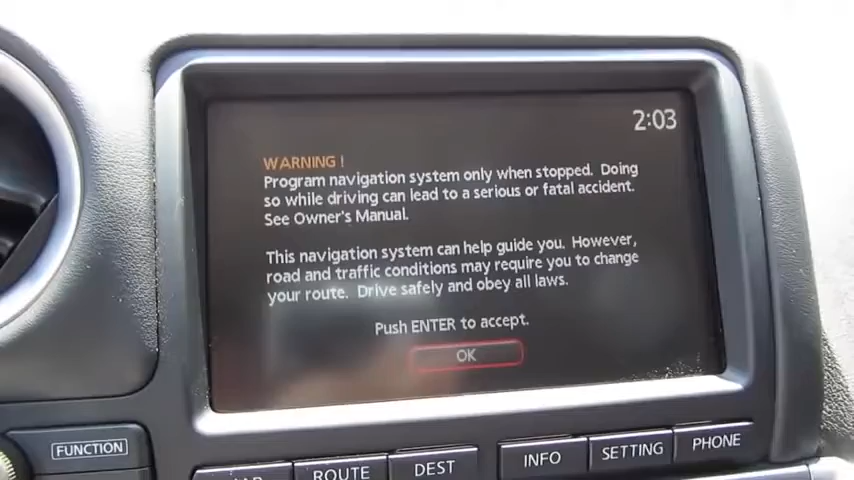 2:03
WARNING !
Program navigation system only when stopped. Doing
so while driving can lead to a serious or fatal accident.
See Owner's Manual.
This navigation system can help guide you. However,
road and traffic conditions may require you to change
your route. Drive safely, and obey all laws.
Push ENTER to accept.
OK
FUNCTION
ROUTE
DEST
INFO
SETTING
PHONE